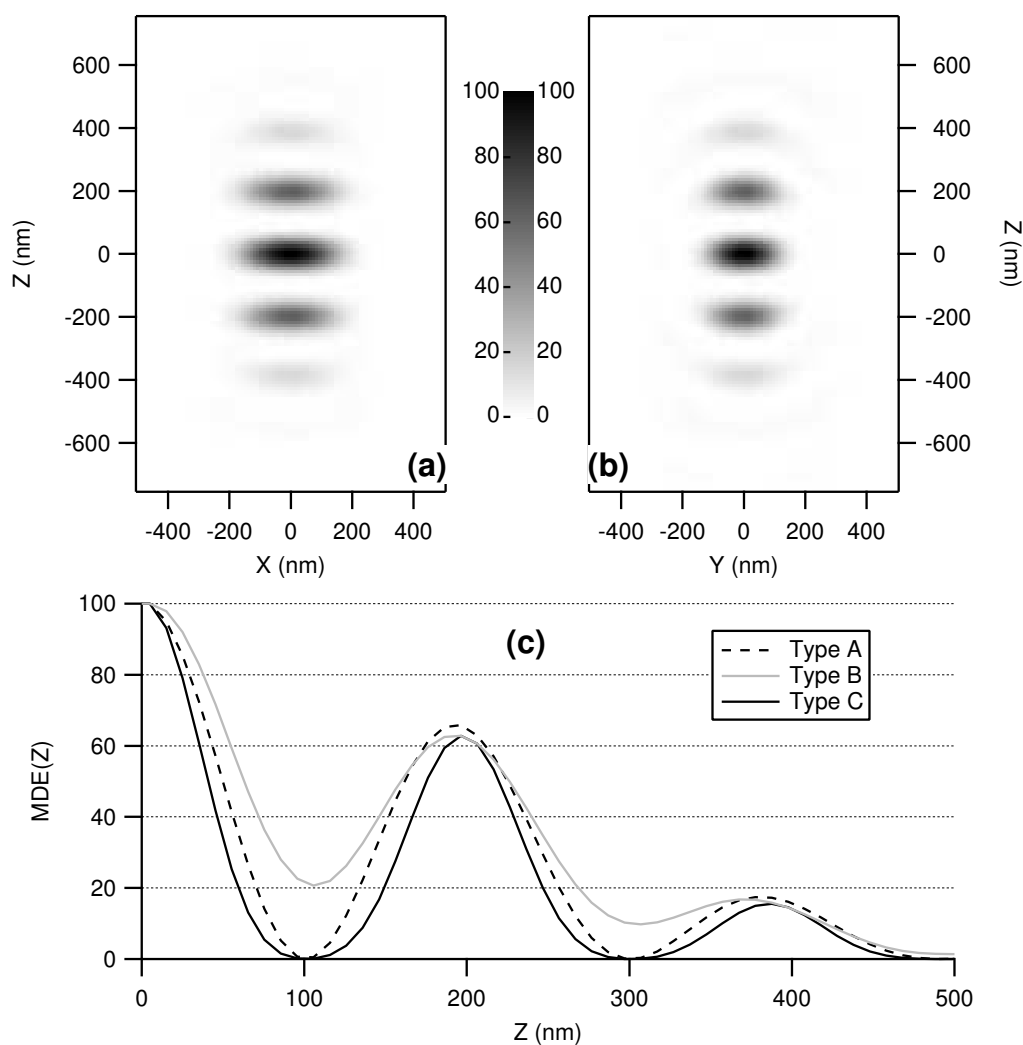 600
400
200
0
-200
-400
-600
Z (nm)
-400 -200 0 200 400
X (nm)
(a)
100 100
80 80
60 60
40 40
20 20
0 0
600
400
200
0
-200
-400
-600
Z (nm)
-400 -200 0 200 400
Y (nm)
(b)
(c)
100
80
60
40
20
0
MDE(Z)
Type A
Type B
Type C
0 100 200 300 400 500
Z (nm)